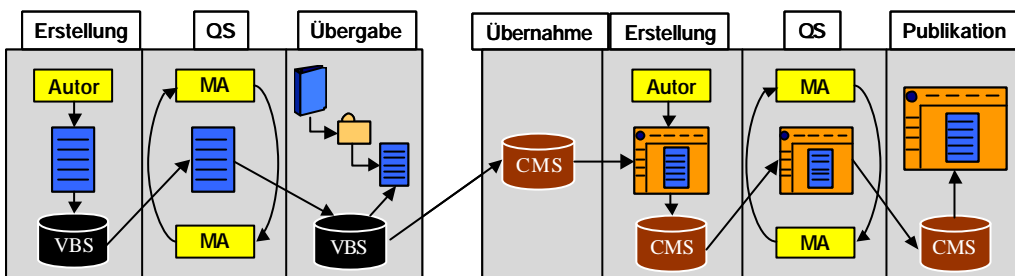 Erstellung
QS
Übergabe
Übernahme
Erstellung
QS
Publikation
Autor
MA
Autor
MA
CMS
VBS
MA
VBS
CMS
MA
CMS